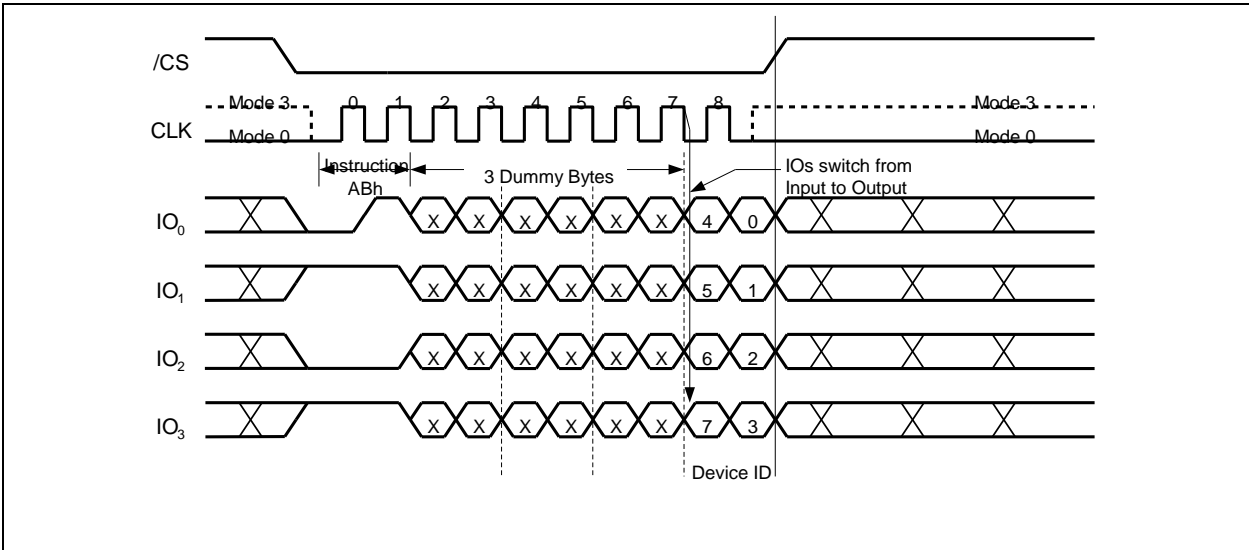 /CS
Mode 3 0 1 2 3 4 5 6 7 8 Mode 3
CLK Mode 0 Mode 0
Instruction
ABh
3 Dummy Bytes
IOs switch from
Input to Output
IO0 X X X X X X 4 0
IO1 X X X X X X 5 1
IO2 X X X X X X 6 2
IO3 X X X X X X 7 3
Device ID